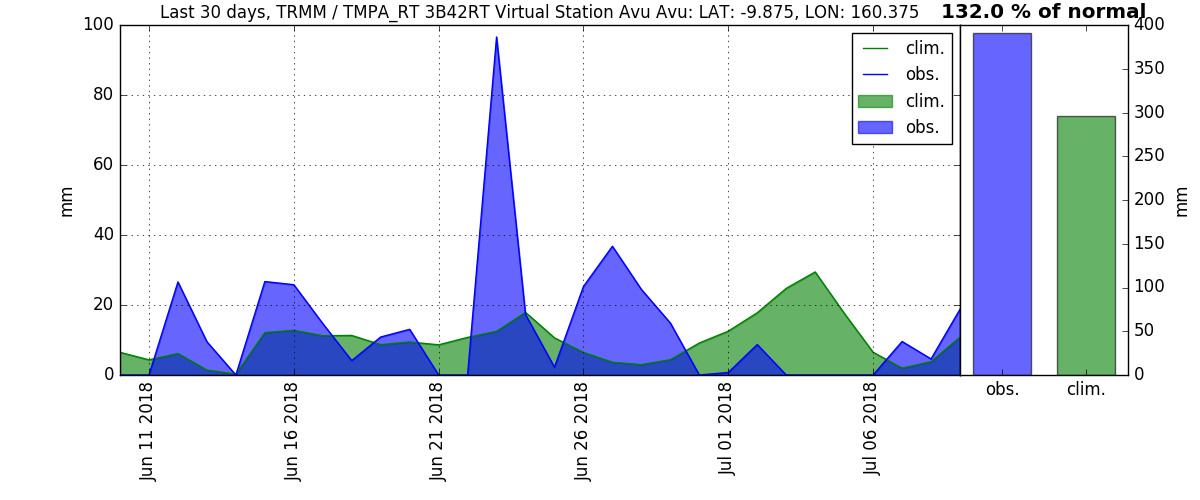 Last 30 days, TRMM / TMPA_RT 3B42RT Virtual Station Avu Avu: LAT: -9.875, LON: 160.375
132.0 % of normal
100
80
60
40
20
0
mm
clim.
obs.
clim.
obs.
400
350
300
250
200
150
100
50
0
mm
Jun 11 2018
Jun 16 2018
Jun 21 2018
Jun 26 2018
Jul 01 2018
Jul 06 2018
obs.
clim.